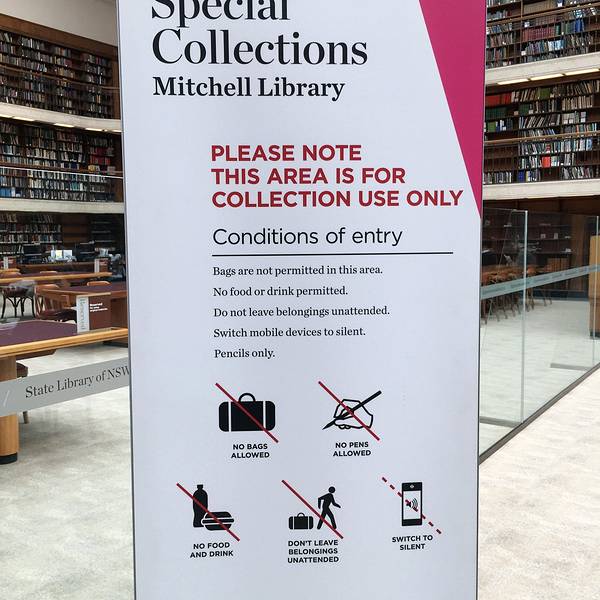 Special
Collections
Mitchell Library
PLEASE NOTE
THIS AREA IS FOR
COLLECTION USE ONLY
Conditions of entry
Bags are not permitted in this area.
No food or drink permitted.
Do not leave belongings unattended.
Switch mobile devices to silent.
Pencils only.
NO BAGS
ALLOWED
NO PENS
ALLOWED
NO FOOD
AND DRINK
DON'T LEAVE
BELONGINGS
UNATTENDED
SWITCH TO
SILENT
State Library of NSW
Reserved